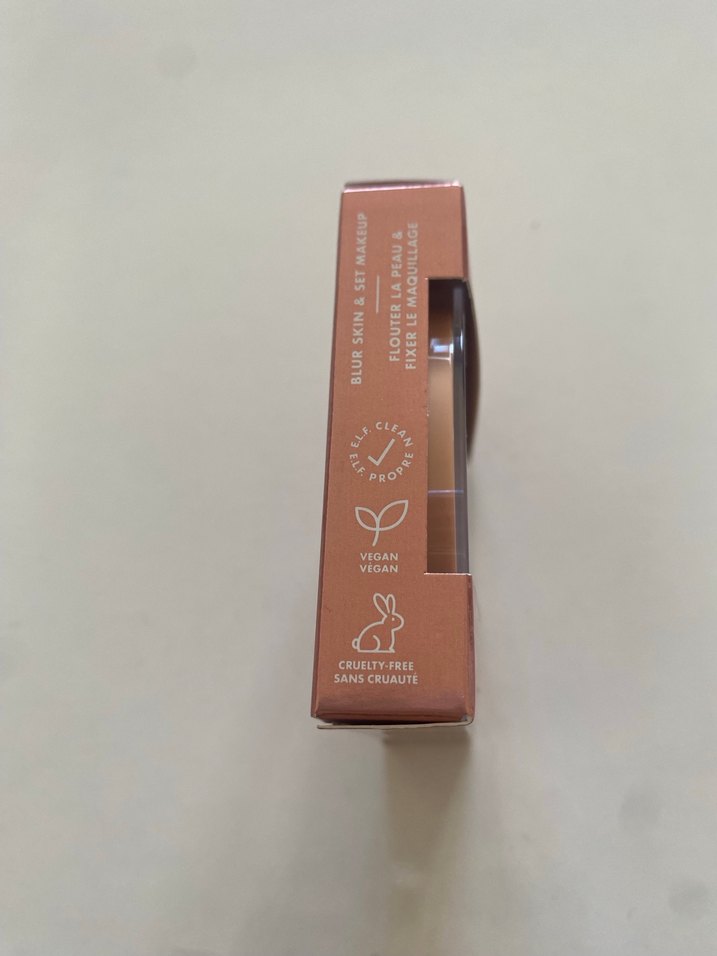 BLUR SKIN & SET MAKEUP
FLOUTER LA PEAU &
FIXER LE MAQUILLAGE
E.L.F. CLEAN
E.L.F. PROPRE
VEGAN
VÉGAN
CRUELTY-FREE
SANS CRUAUTÉ